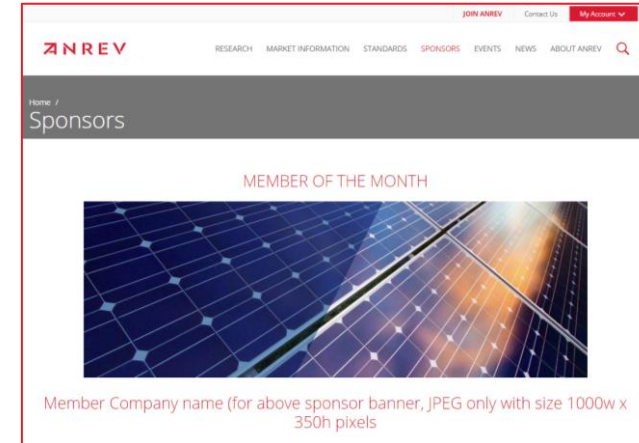 JOIN ANREV Contact Us My Account
ANREV
RESEARCH MARKET INFORMATION STANDARDS SPONSORS EVENTS NEWS ABOUT ANREV
Home /
Sponsors
MEMBER OF THE MONTH
Member Company name (for above sponsor banner, JPEG only with size 1000w x
350h pixels